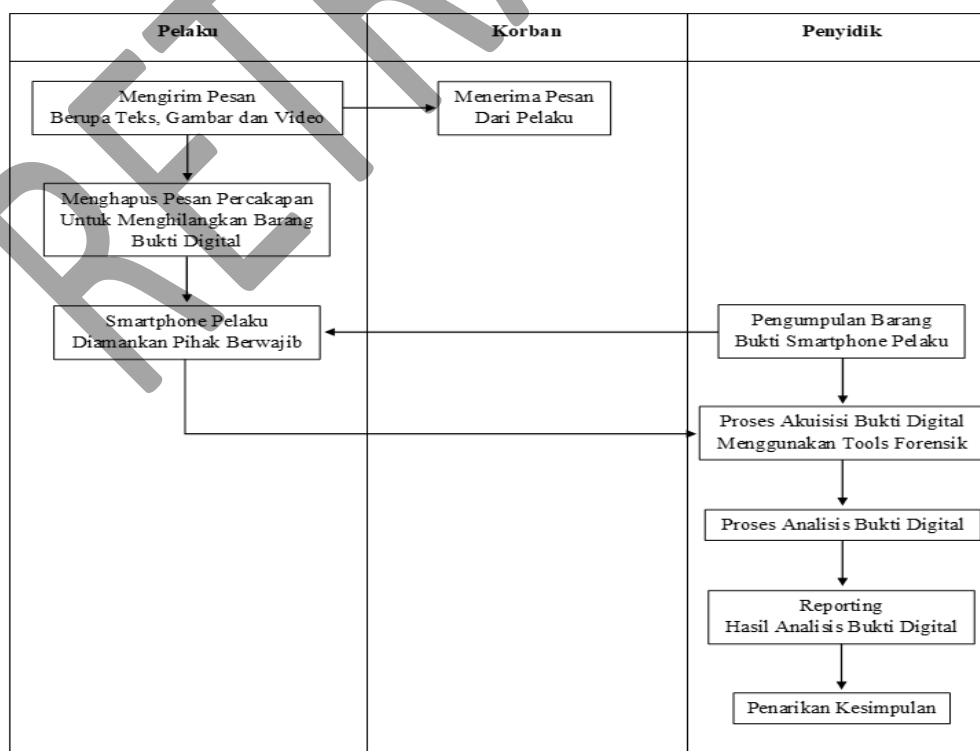 Pelaku
Korban
Penyidik
Mengirim Pesan
Berupa Teks, Gambar dan Video
Menerima Pesan
Dari Pelaku
Menghapus Pesan Percakapan
Untuk Menghilangkan Barang
Bukti Digital
Smartphone Pelaku
Diamankan Pihak Berwajib
Pengumpulan Barang
Bukti Smartphone Pelaku
Proses Akuisisi Bukti Digital
Menggunakan Tools Forensik
Proses Analisis Bukti Digital
Reporting
Hasil Analisis Bukti Digital
Penarikan Kesimpulan
RETRA